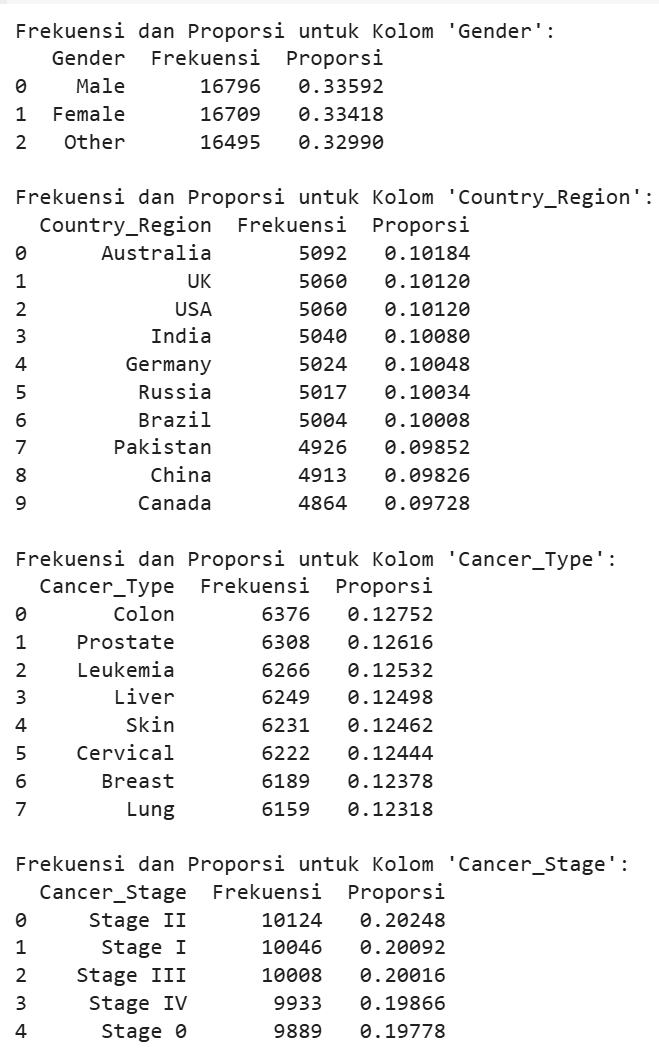 Frekuensi dan Proporsi untuk Kolom 'Gender':
   Gender  Frekuensi  Proporsi
0    Male      16796   0.33592
1  Female      16709   0.33418
2   Other      16495   0.32990

Frekuensi dan Proporsi untuk Kolom 'Country_Region':
  Country_Region  Frekuensi  Proporsi
0      Australia       5092   0.10184
1             UK       5060   0.10120
2            USA       5060   0.10120
3          India       5040   0.10080
4        Germany       5024   0.10048
5         Russia       5017   0.10034
6         Brazil       5004   0.10008
7       Pakistan       4926   0.09852
8          China       4913   0.09826
9         Canada       4864   0.09728

Frekuensi dan Proporsi untuk Kolom 'Cancer_Type':
  Cancer_Type  Frekuensi  Proporsi
0       Colon       6376   0.12752
1    Prostate       6308   0.12616
2    Leukemia       6266   0.12532
3       Liver       6249   0.12498
4        Skin       6231   0.12462
5    Cervical       6222   0.12444
6      Breast       6189   0.12378
7        Lung       6159   0.12318

Frekuensi dan Proporsi untuk Kolom 'Cancer_Stage':
  Cancer_Stage  Frekuensi  Proporsi
0     Stage II      10124   0.20248
1      Stage I      10046   0.20092
2    Stage III      10008   0.20016
3     Stage IV       9933   0.19866
4      Stage 0       9889   0.19778